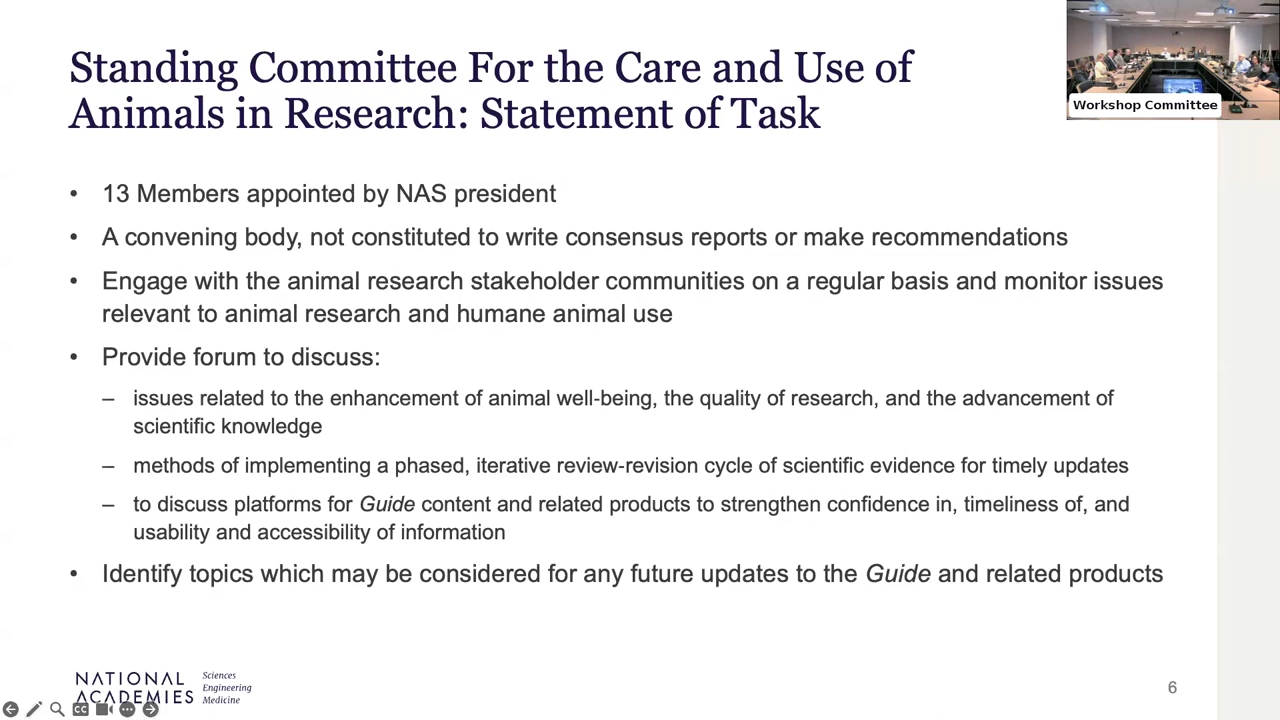 Standing Committee For the Care and Use of
Animals in Research: Statement of Task
Workshop Committee
• 13 Members appointed by NAS president
• A convening body, not constituted to write consensus reports or make recommendations
• Engage with the animal research stakeholder communities on a regular basis and monitor issues
relevant to animal research and humane animal use
• Provide forum to discuss:
– issues related to the enhancement of animal well-being, the quality of research, and the advancement of
scientific knowledge
– methods of implementing a phased, iterative review-revision cycle of scientific evidence for timely updates
– to discuss platforms for Guide content and related products to strengthen confidence in, timeliness of, and
usability and accessibility of information
• Identify topics which may be considered for any future updates to the Guide and related products
NATIONAL
ACADEMIES
Sciences
Engineering
Medicine
CC
6